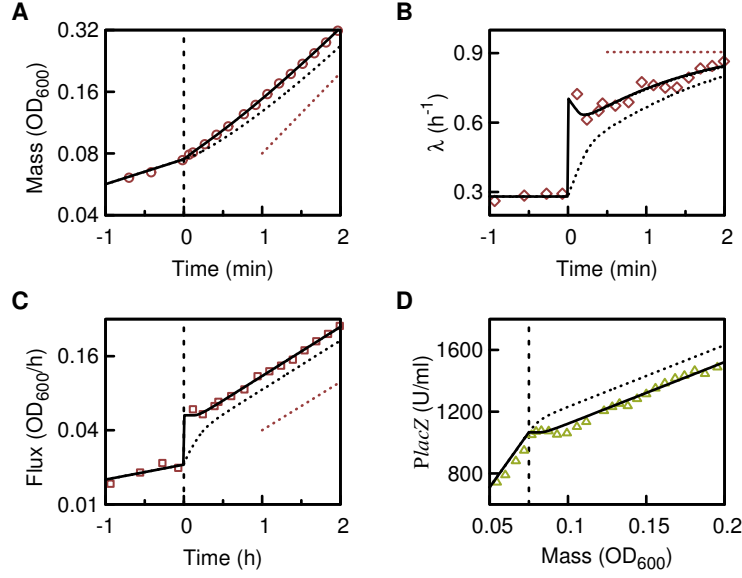 A
Mass (OD600)
0.32
0.16
0.08
0.04
-1 0 1 2
Time (min)
B
λ (h-1)
0.9
0.6
0.3
-1 0 1 2
Time (min)
C
Flux (OD600/h)
0.16
0.04
0.01
-1 0 1 2
Time (h)
D
PlacZ (U/ml)
1600
1200
800
0.05 0.1 0.15 0.2
Mass (OD600)